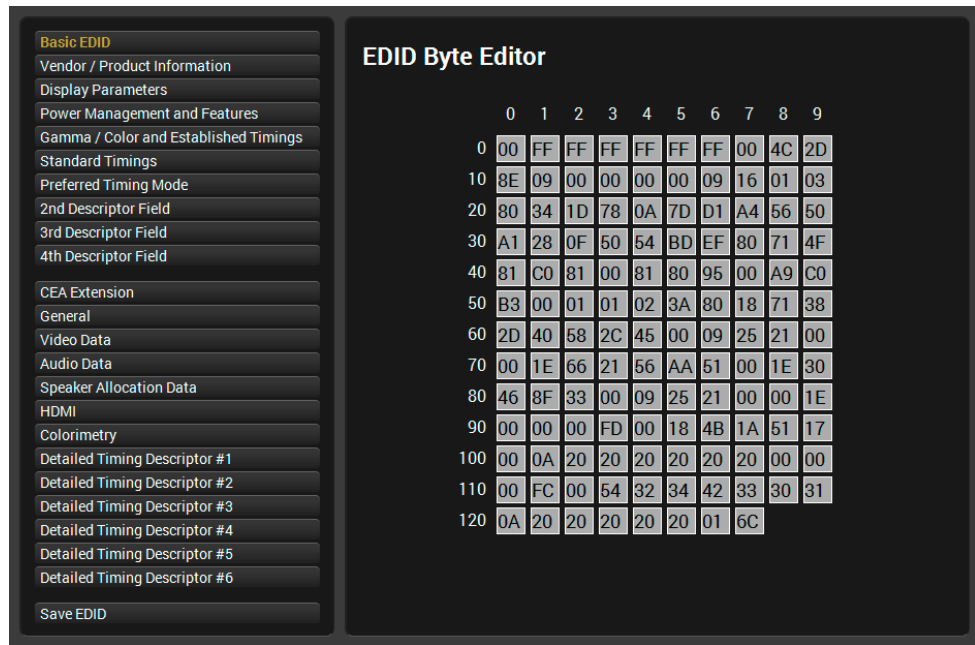 Basic EDID
Vendor / Product Information
Display Parameters
Power Management and Features
Gamma / Color and Established Timings
Standard Timings
Preferred Timing Mode
2nd Descriptor Field
3rd Descriptor Field
4th Descriptor Field
CEA Extension
General
Video Data
Audio Data
Speaker Allocation Data
HDMI
Colorimetry
Detailed Timing Descriptor #1
Detailed Timing Descriptor #2
Detailed Timing Descriptor #3
Detailed Timing Descriptor #4
Detailed Timing Descriptor #5
Detailed Timing Descriptor #6
Save EDID
EDID Byte Editor
0 1 2 3 4 5 6 7 8 9
0 00 FF FF FF FF FF FF 00 4C 2D
10 8E 09 00 00 00 00 09 16 01 03
20 80 34 1D 78 0A 7D D1 A4 56 50
30 A1 28 0F 50 54 BD EF 80 71 4F
40 81 C0 81 00 81 80 95 00 A9 C0
50 B3 00 01 01 02 3A 80 18 71 38
60 2D 40 58 2C 45 00 09 25 21 00
70 00 1E 66 21 56 AA 51 00 1E 30
80 46 8F 33 00 09 25 21 00 00 1E
90 00 00 00 FD 00 18 4B 1A 51 17
100 00 0A 20 20 20 20 20 20 00 00
110 00 FC 00 54 32 34 42 33 30 31
120 0A 20 20 20 20 20 01 6C